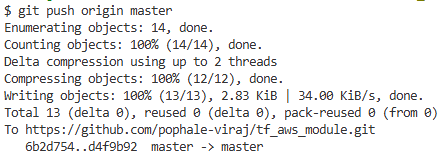 $ git push origin master
Enumerating objects: 14, done.
Counting objects: 100% (14/14), done.
Delta compression using up to 2 threads
Compressing objects: 100% (12/12), done.
Writing objects: 100% (13/13), 2.83 KiB | 34.00 KiB/s, done.
Total 13 (delta 0), reused 0 (delta 0), pack-reused 0 (from 0)
To https://github.com/pophale-viraj/tf_aws_module.git
   6b2d754..d4f9b92  master -> master